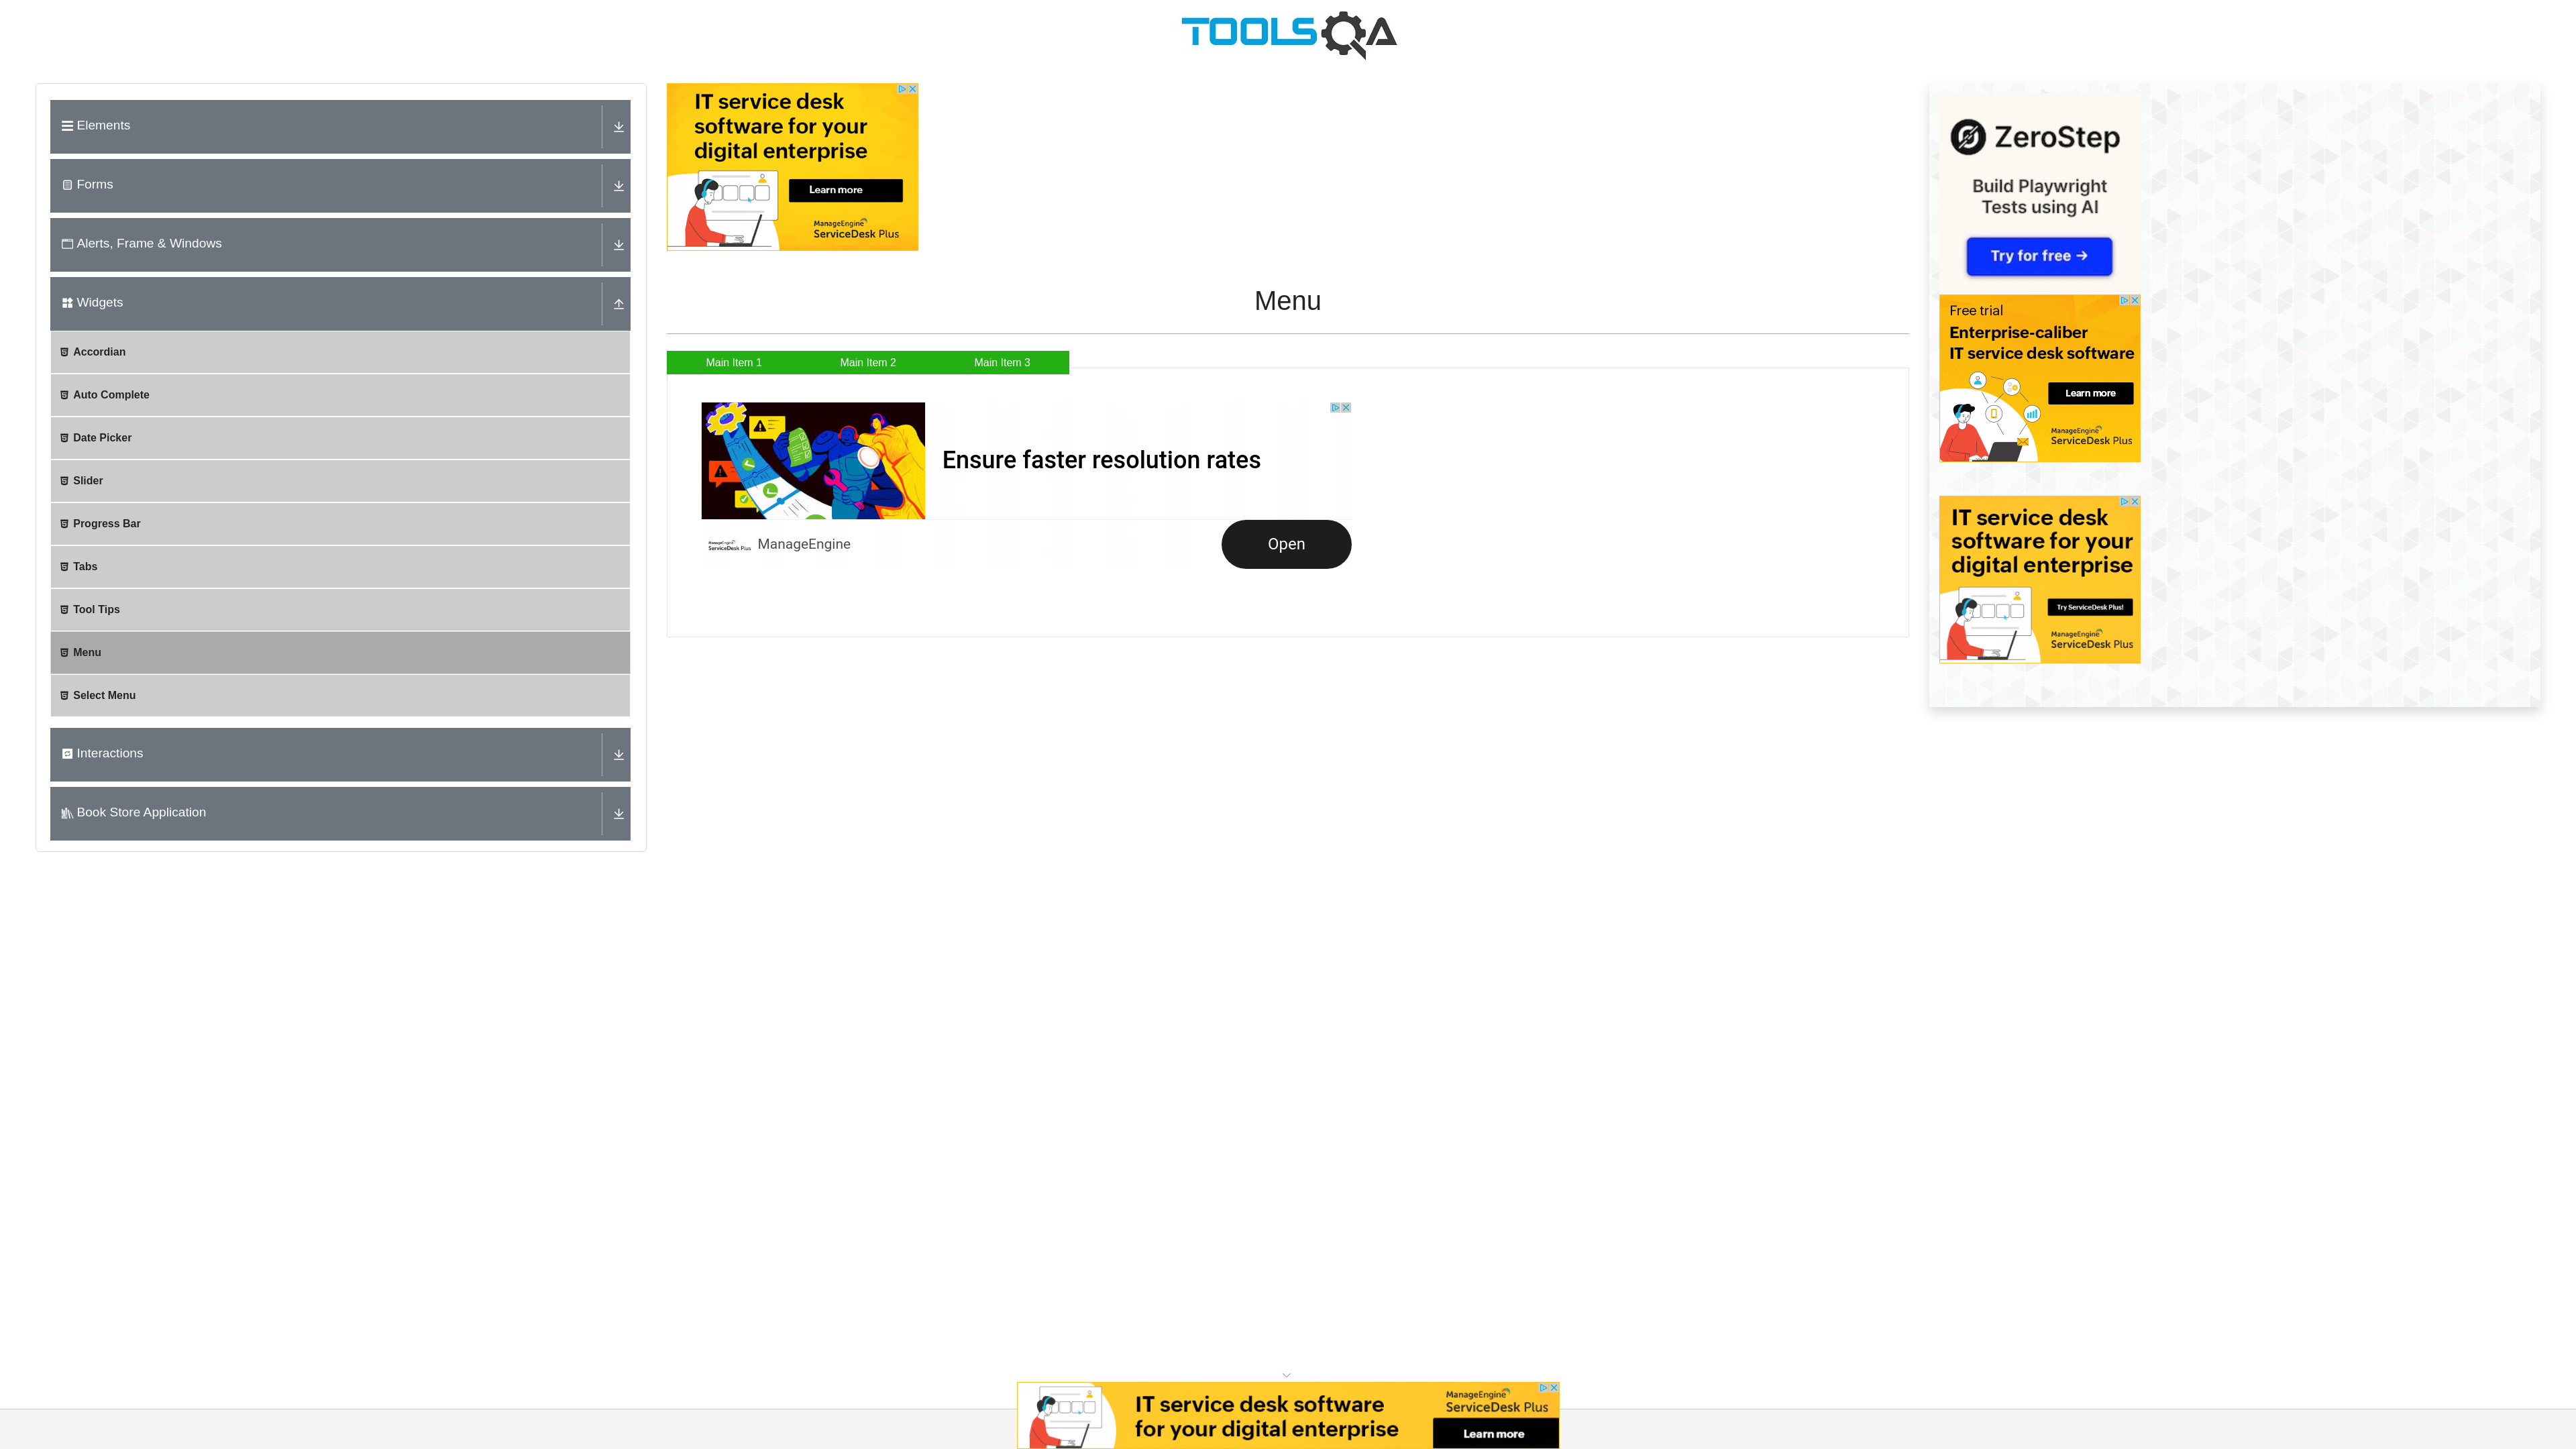 TOOLSQA
Elements
Forms
Alerts, Frame & Windows
Widgets
Accordian
Auto Complete
Date Picker
Slider
Progress Bar
Tabs
Tool Tips
Menu
Select Menu
Interactions
Book Store Application
IT service desk
software for your
digital enterprise
Learn more
ManageEngine
ServiceDesk Plus
Menu
Main Item 1
Main Item 2
Main Item 3
Ensure faster resolution rates
ManageEngine
ServiceDesk Plus
ManageEngine
Open
ZeroStep
Build Playwright
Tests using AI
Try for free →
Free trial
Enterprise-caliber
IT service desk software
Learn more
ManageEngine
ServiceDesk Plus
IT service desk
software for your
digital enterprise
Try ServiceDesk Plus!
ManageEngine
ServiceDesk Plus
IT service desk software
for your digital enterprise
ManageEngine
ServiceDesk Plus
Learn more